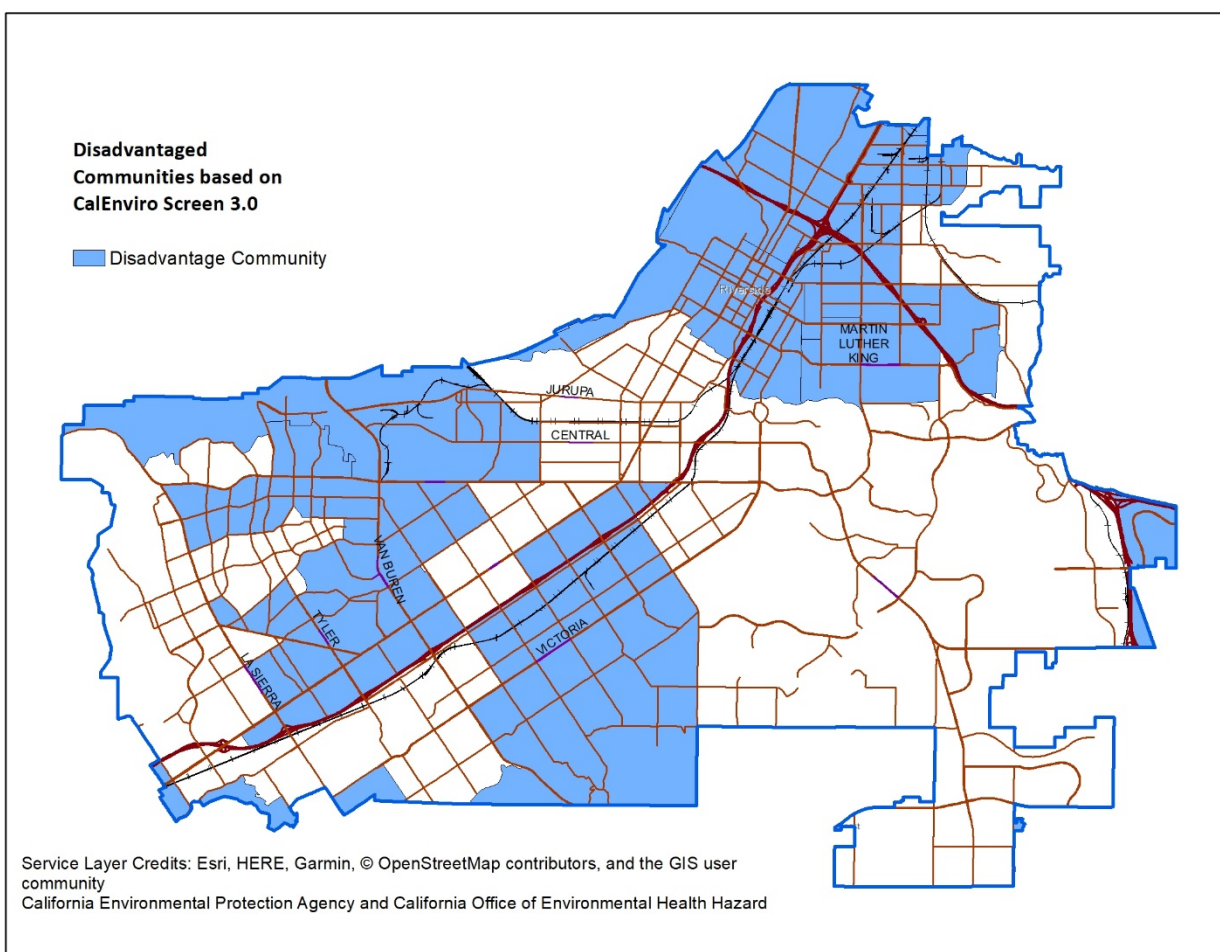 Disadvantaged
Communities based on
CalEnviro Screen 3.0
Disadvantage Community
Riverside
MARTIN
LUTHER
KING
JURUPA
CENTRAL
VAN BUREN
TYLER
VICTORIA
LA SIERRA
Service Layer Credits: Esri, HERE, Garmin, © OpenStreetMap contributors, and the GIS user
community
California Environmental Protection Agency and California Office of Environmental Health Hazard